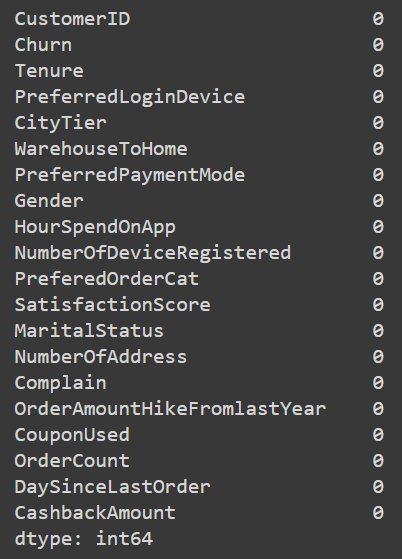 CustomerID 0
Churn 0
Tenure 0
PreferredLoginDevice 0
CityTier 0
WarehouseToHome 0
PreferredPaymentMode 0
Gender 0
HourSpendOnApp 0
NumberOfDeviceRegistered 0
PreferedOrderCat 0
SatisfactionScore 0
MaritalStatus 0
NumberOfAddress 0
Complain 0
OrderAmountHikeFromlastYear 0
CouponUsed 0
OrderCount 0
DaySinceLastOrder 0
CashbackAmount 0
dtype: int64